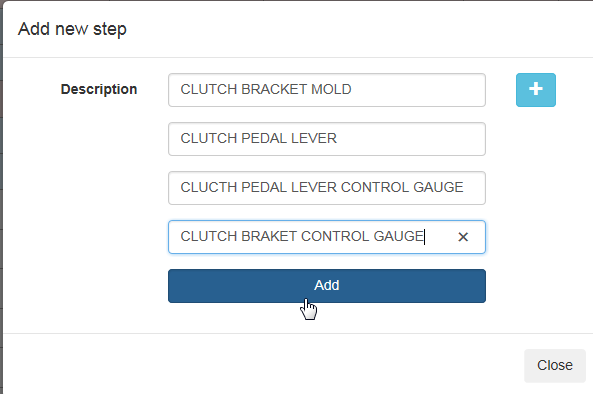 Add new step
Description
CLUTCH BRACKET MOLD
CLUTCH PEDAL LEVER
CLUCTH PEDAL LEVER CONTROL GAUGE
CLUTCH BRAKET CONTROL GAUGE
Add
Close